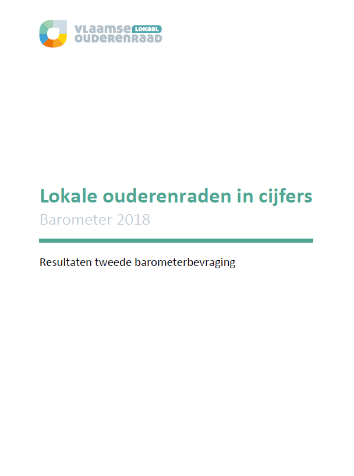 VLAAMSE LOKAAL
OUDERENRAAD
Lokale ouderenraden in cijfers
Barometer 2018
Resultaten tweede barometerbevraging